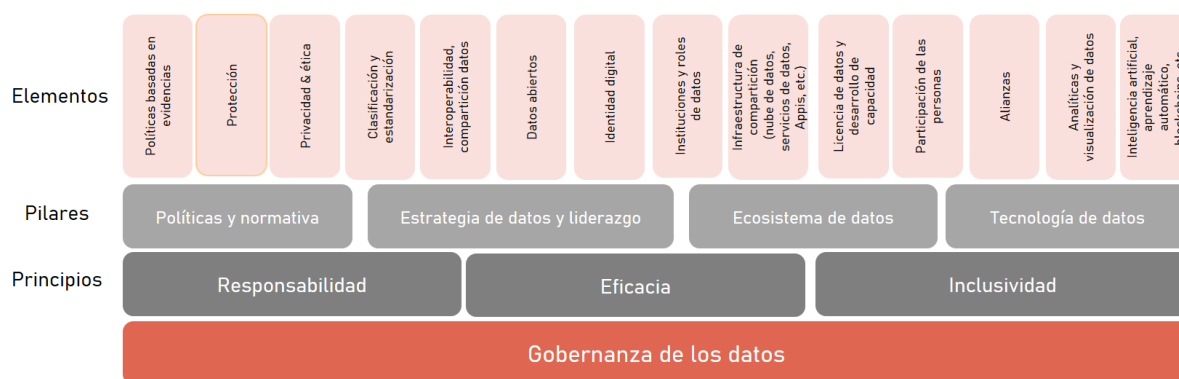 Elementos
Políticas basadas en
evidencias
Protección
Privacidad & ética
Clasificación y
estandarización
Interoperabilidad,
compartición datos
Datos abiertos
Identidad digital
Instituciones y roles
de datos
Infraestructura de
compartición
(nube de datos,
servicios de datos,
Appis, etc.)
Licencia de datos y
desarrollo de
capacidad
Participación de las
personas
Alianzas
Analíticas y
visualización de datos
Inteligencia artificial,
aprendizaje
automático,
Pilares
Políticas y normativa
Estrategia de datos y liderazgo
Ecosistema de datos
Tecnología de datos
Principios
Responsabilidad
Eficacia
Inclusividad
Gobernanza de los datos